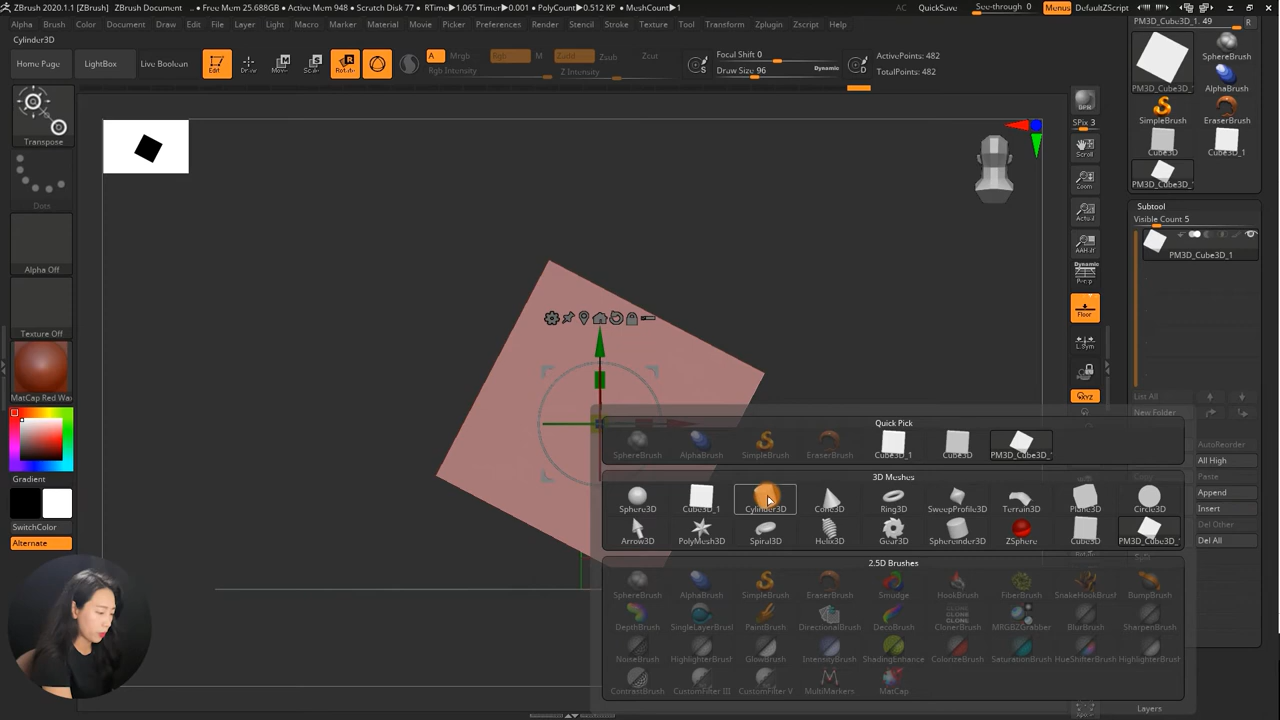 ZBrush 2020.1.1 [ZBrush] ZBrush Document .. Free Mem 25.688GB Active Mem 948 Scratch Disk 77 RTime 1.065 Timer 0.001 PolyCount 0.512 KP MeshCount 1 AC QuickSave See-through 0 Menus DefaultZScript
Alpha Brush Color Document Draw Edit File Layer Light Macro Marker Material Movie Picker Preferences Render Stencil Stroke Texture Tool Transform Zplugin Zscript Help
Cylinder3D
Home Page LightBox Live Boolean Edit Draw Rotate
A Mrgb
Rgb
Zadd Zsub Zcut
Rgb Intensity
Z Intensity
S
Focal Shift 0
Draw Size 96 Dynamic
D
ActivePoints: 482
TotalPoints: 482
PM3D_Cube3D_1. 49 R
SphereBrush
PM3D_Cube3D_
AlphaBrush
SimpleBrush EraserBrush
Cube3D Cube3D_1
PM3D_Cube3D_
Subtool
Visible Count 5
PM3D_Cube3D_1
List All
New Folder
AutoReorder
All High
Paste
Append
Insert
Del Other
Del All
Transpose
Dots
Alpha Off
Texture Off
MatCap Red Wax
Gradient
SwitchColor
Alternate
BPR
SPix 3
Scroll
Zoom
Actual
AAHalf
Dynamic
Persp
Floor
L.Sym
XYZ
Quick Pick
SphereBrush AlphaBrush SimpleBrush EraserBrush Cube3D_1 Cube3D PM3D_Cube3D_
3D Meshes
Sphere3D Cube3D_1 Cylinder3D Cone3D Ring3D SweepProfile3D Terrain3D Plane3D Circle3D
Arrow3D PolyMesh3D Spiral3D Helix3D Gear3D Sphereinder3D ZSphere Cube3D PM3D_Cube3D_
2.5D Brushes
SphereBrush AlphaBrush SimpleBrush EraserBrush Smudge HookBrush FiberBrush SnakeHookBrus BumpBrush
DepthBrush SingleLayerBrus PaintBrush DirectionalBrush DecoBrush ClonerBrush MRGBZGrabber BlurBrush SharpenBrush
NoiseBrush HighlighterBrush GlowBrush IntensityBrush ShadingEnhance ColorizeBrush SaturationBrush HueShifterBrush HighlighterBrush
ContrastBrush CustomFilter III CustomFilter V MultiMarkers MatCap
Layers